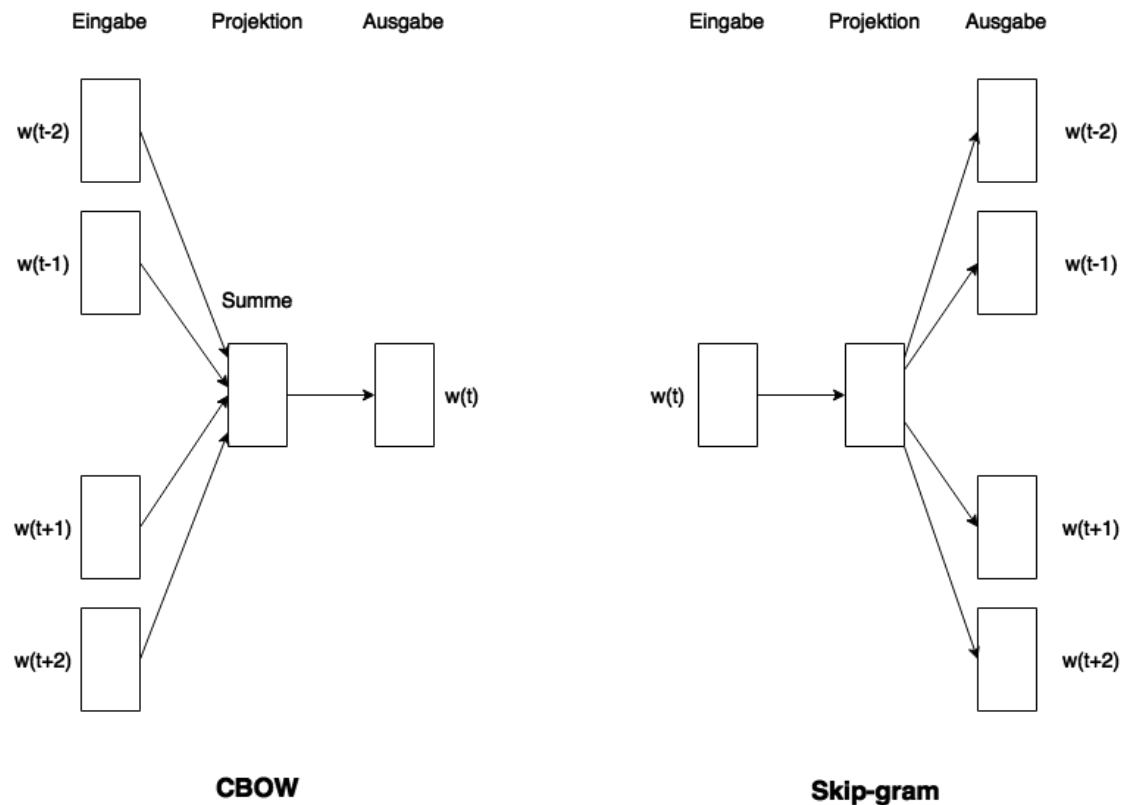 Eingabe Projektion Ausgabe
w(t-2)
w(t-1)
Summe
w(t)
w(t+1)
w(t+2)
CBOW
Eingabe Projektion Ausgabe
w(t-2)
w(t-1)
w(t)
w(t+1)
w(t+2)
Skip-gram